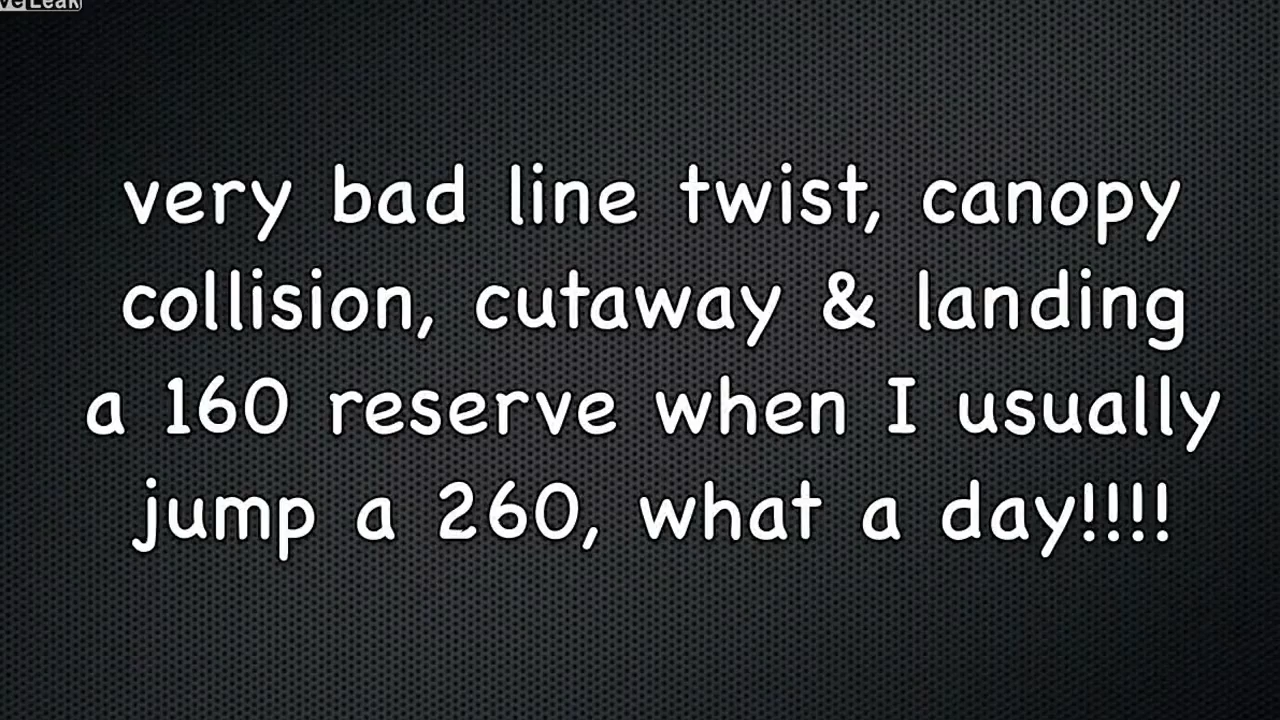 very bad line twist, canopy
collision, cutaway & landing
a 160 reserve when I usually
jump a 260, what a day!!!!